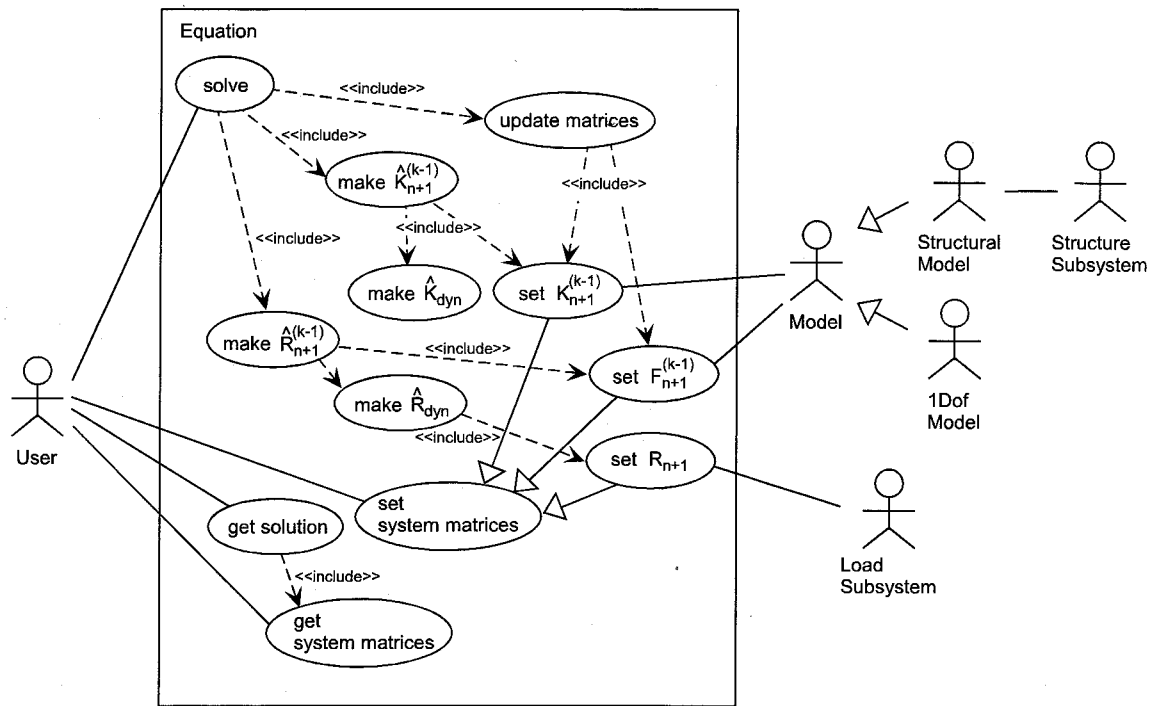 Equation
solve
<<include>>
update matrices
<<include>>
make K̂ₙ₊₁⁽ᵏ⁻¹⁾
<<include>>
<<include>>
<<include>>
make K̂dyn
set Kₙ₊₁⁽ᵏ⁻¹⁾
make R̂ₙ₊₁⁽ᵏ⁻¹⁾
<<include>>
set Fₙ₊₁⁽ᵏ⁻¹⁾
make R̂dyn
<<include>>
set Rₙ₊₁
set
system matrices
get solution
<<include>>
get
system matrices
User
Model
Structural
Model
Structure
Subsystem
1Dof
Model
Load
Subsystem